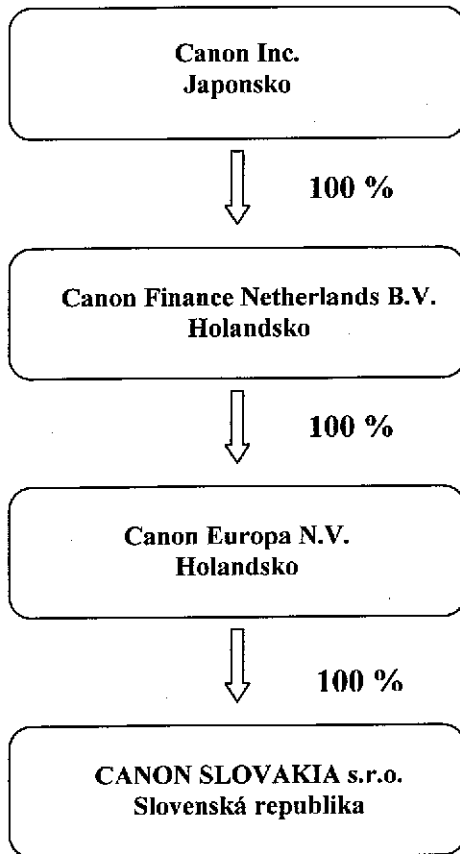 Canon Inc.
Japonsko
100 %
Canon Finance Netherlands B.V.
Holandsko
100 %
Canon Europa N.V.
Holandsko
100 %
CANON SLOVAKIA s.r.o.
Slovenská republika